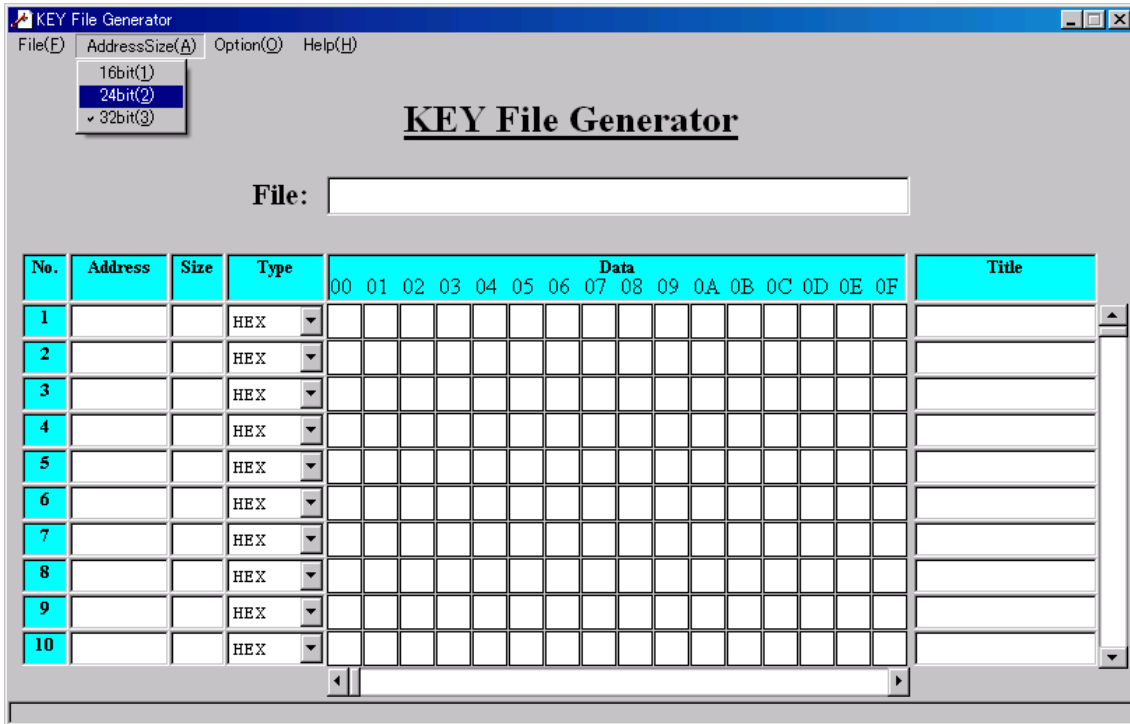 KEY File Generator
File(F) AddressSize(A) Option(O) Help(H)
16bit(1)
24bit(2)
✓ 32bit(3)
KEY File Generator
File:
No. Address Size Type Data Title
00 01 02 03 04 05 06 07 08 09 0A 0B 0C 0D 0E 0F
1 HEX
2 HEX
3 HEX
4 HEX
5 HEX
6 HEX
7 HEX
8 HEX
9 HEX
10 HEX